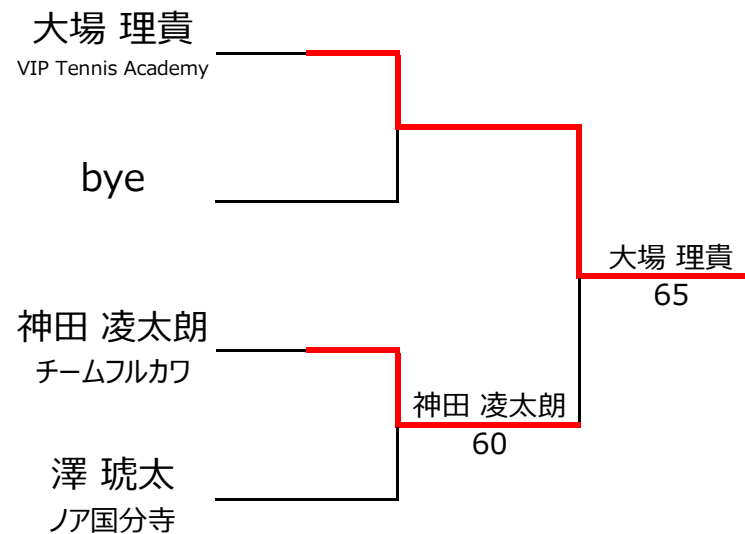 大場 理貴
VIP Tennis Academy
bye
大場 理貴
65
神田 凌太朗
チームフルカワ
神田 凌太朗
60
澤 琥太
ノア国分寺